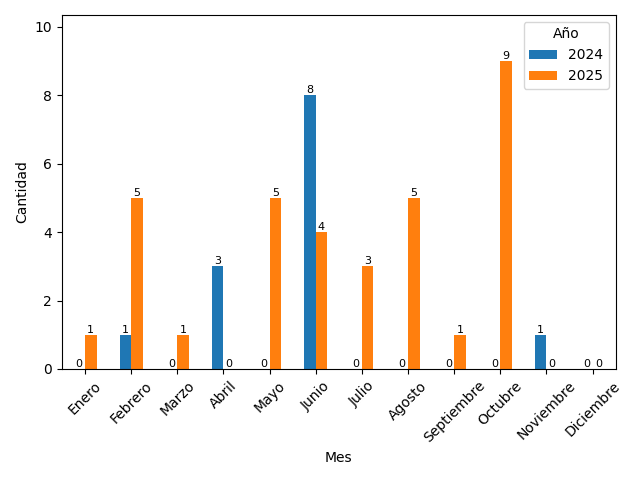 Año
2024
2025
10
8
6
4
2
0
Cantidad
0 1
1 5
0 1
3 0
0 5
8 4
0 3
0 5
0 1
0 9
1 0
0 0
Enero
Febrero
Marzo
Abril
Mayo
Junio
Julio
Agosto
Septiembre
Octubre
Noviembre
Diciembre
Mes